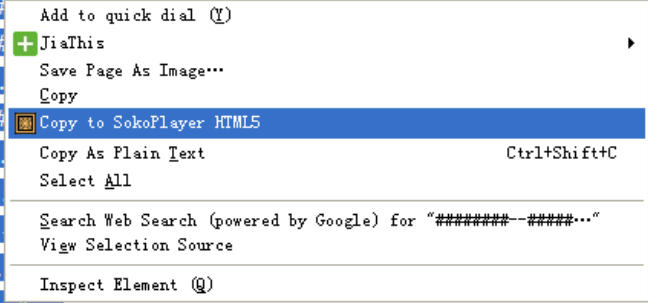 Add to quick dial (Y)
JiaThis
Save Page As Image…
Copy
Copy to SokoPlayer HTML5
Copy As Plain Text Ctrl+Shift+C
Select All
Search Web Search (powered by Google) for "########--#####…"
View Selection Source
Inspect Element (Q)